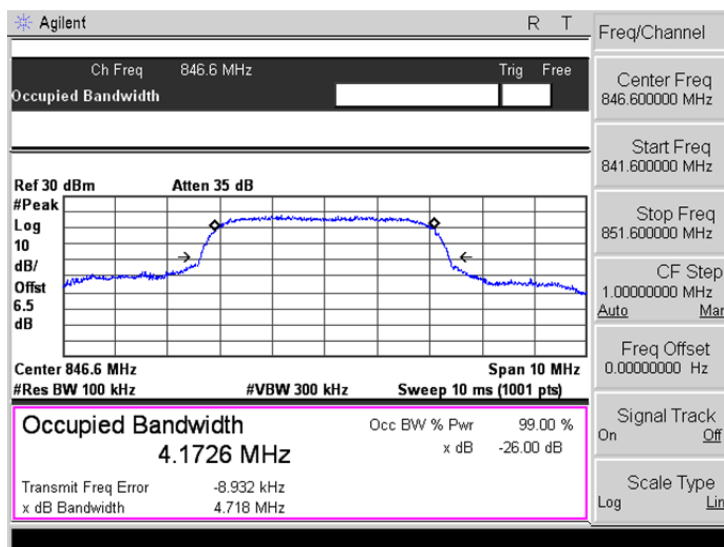 Agilent
R T
Freq/Channel
Ch Freq 846.6 MHz
Trig Free
Occupied Bandwidth
Center Freq
846.600000 MHz
Start Freq
841.600000 MHz
Stop Freq
851.600000 MHz
CF Step
1.00000000 MHz
Auto Man
Freq Offset
0.00000000 Hz
Signal Track
On Off
Scale Type
Log Lin
Ref 30 dBm
Atten 35 dB
#Peak
Log
10
dB/
Offst
6.5
dB
Center 846.6 MHz
Span 10 MHz
#Res BW 100 kHz
#VBW 300 kHz
Sweep 10 ms (1001 pts)
Occupied Bandwidth
4.1726 MHz
Occ BW % Pwr 99.00 %
x dB -26.00 dB
Transmit Freq Error -8.932 kHz
x dB Bandwidth 4.718 MHz